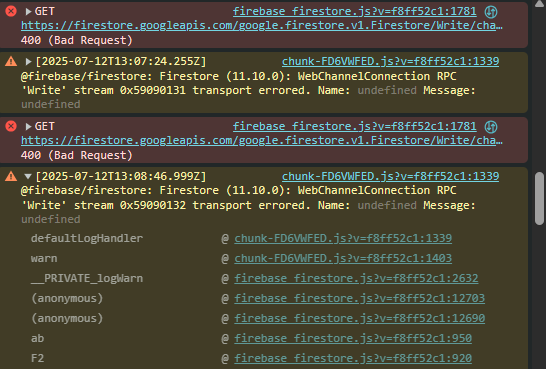 GET firebase_firestore.js?v=f8ff52c1:1781
https://firestore.googleapis.com/google.firestore.v1.Firestore/Write/cha…
400 (Bad Request)
[2025-07-12T13:07:24.255Z] chunk-FD6VWFED.js?v=f8ff52c1:1339
@firebase/firestore: Firestore (11.10.0): WebChannelConnection RPC
'Write' stream 0x59090131 transport errored. Name: undefined Message:
undefined
GET firebase_firestore.js?v=f8ff52c1:1781
https://firestore.googleapis.com/google.firestore.v1.Firestore/Write/cha…
400 (Bad Request)
[2025-07-12T13:08:46.999Z] chunk-FD6VWFED.js?v=f8ff52c1:1339
@firebase/firestore: Firestore (11.10.0): WebChannelConnection RPC
'Write' stream 0x59090132 transport errored. Name: undefined Message:
undefined
defaultLogHandler @ chunk-FD6VWFED.js?v=f8ff52c1:1339
warn @ chunk-FD6VWFED.js?v=f8ff52c1:1403
__PRIVATE_logWarn @ firebase_firestore.js?v=f8ff52c1:2632
(anonymous) @ firebase_firestore.js?v=f8ff52c1:12703
(anonymous) @ firebase_firestore.js?v=f8ff52c1:12690
ab @ firebase_firestore.js?v=f8ff52c1:950
F2 @ firebase_firestore.js?v=f8ff52c1:920